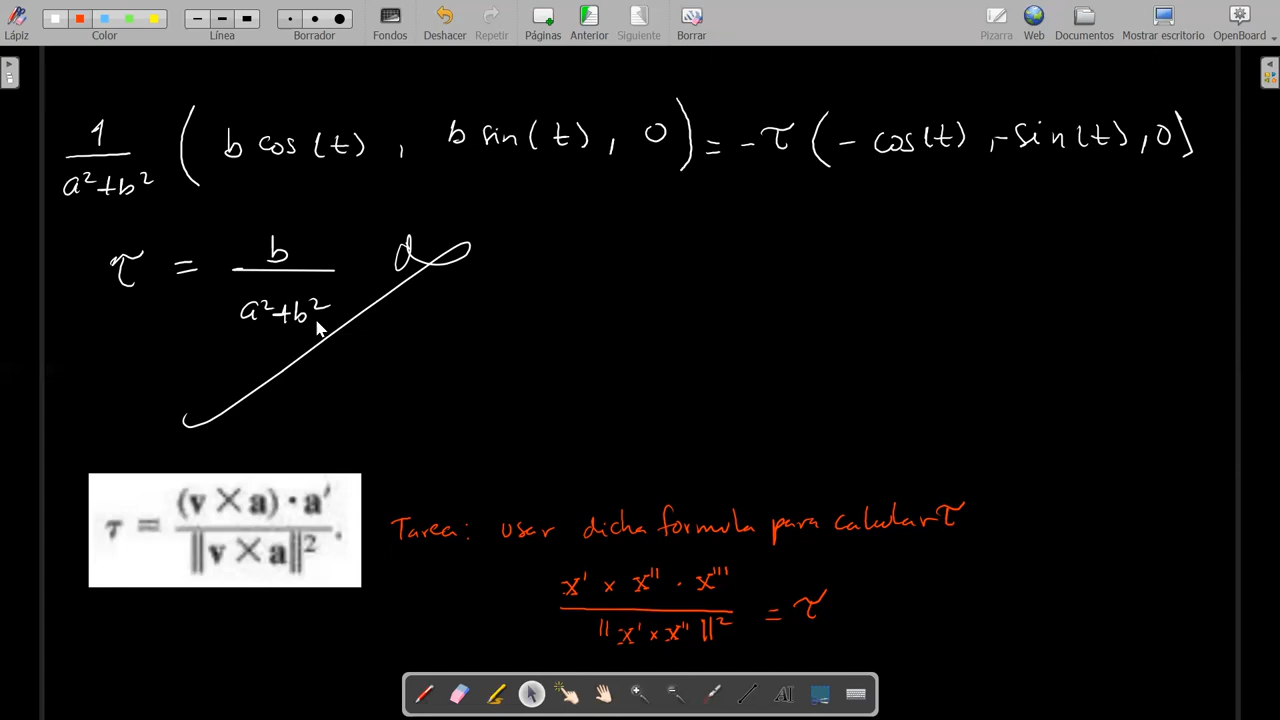 Lápiz Color Línea Borrador Fondos Deshacer Repetir Páginas Anterior Siguiente Borrar Pizarra Web Documentos Mostrar escritorio OpenBoard
1/(a²+b²) (b cos(t), b sin(t), 0) = -τ(-cos(t), -sin(t), 0)
τ = b/(a²+b²)
τ = (v × a) · a′ / ‖v × a‖² .
Tarea: usar dicha formula para calcular τ
x' × x'' · x''' / ‖x' × x''‖² = τ